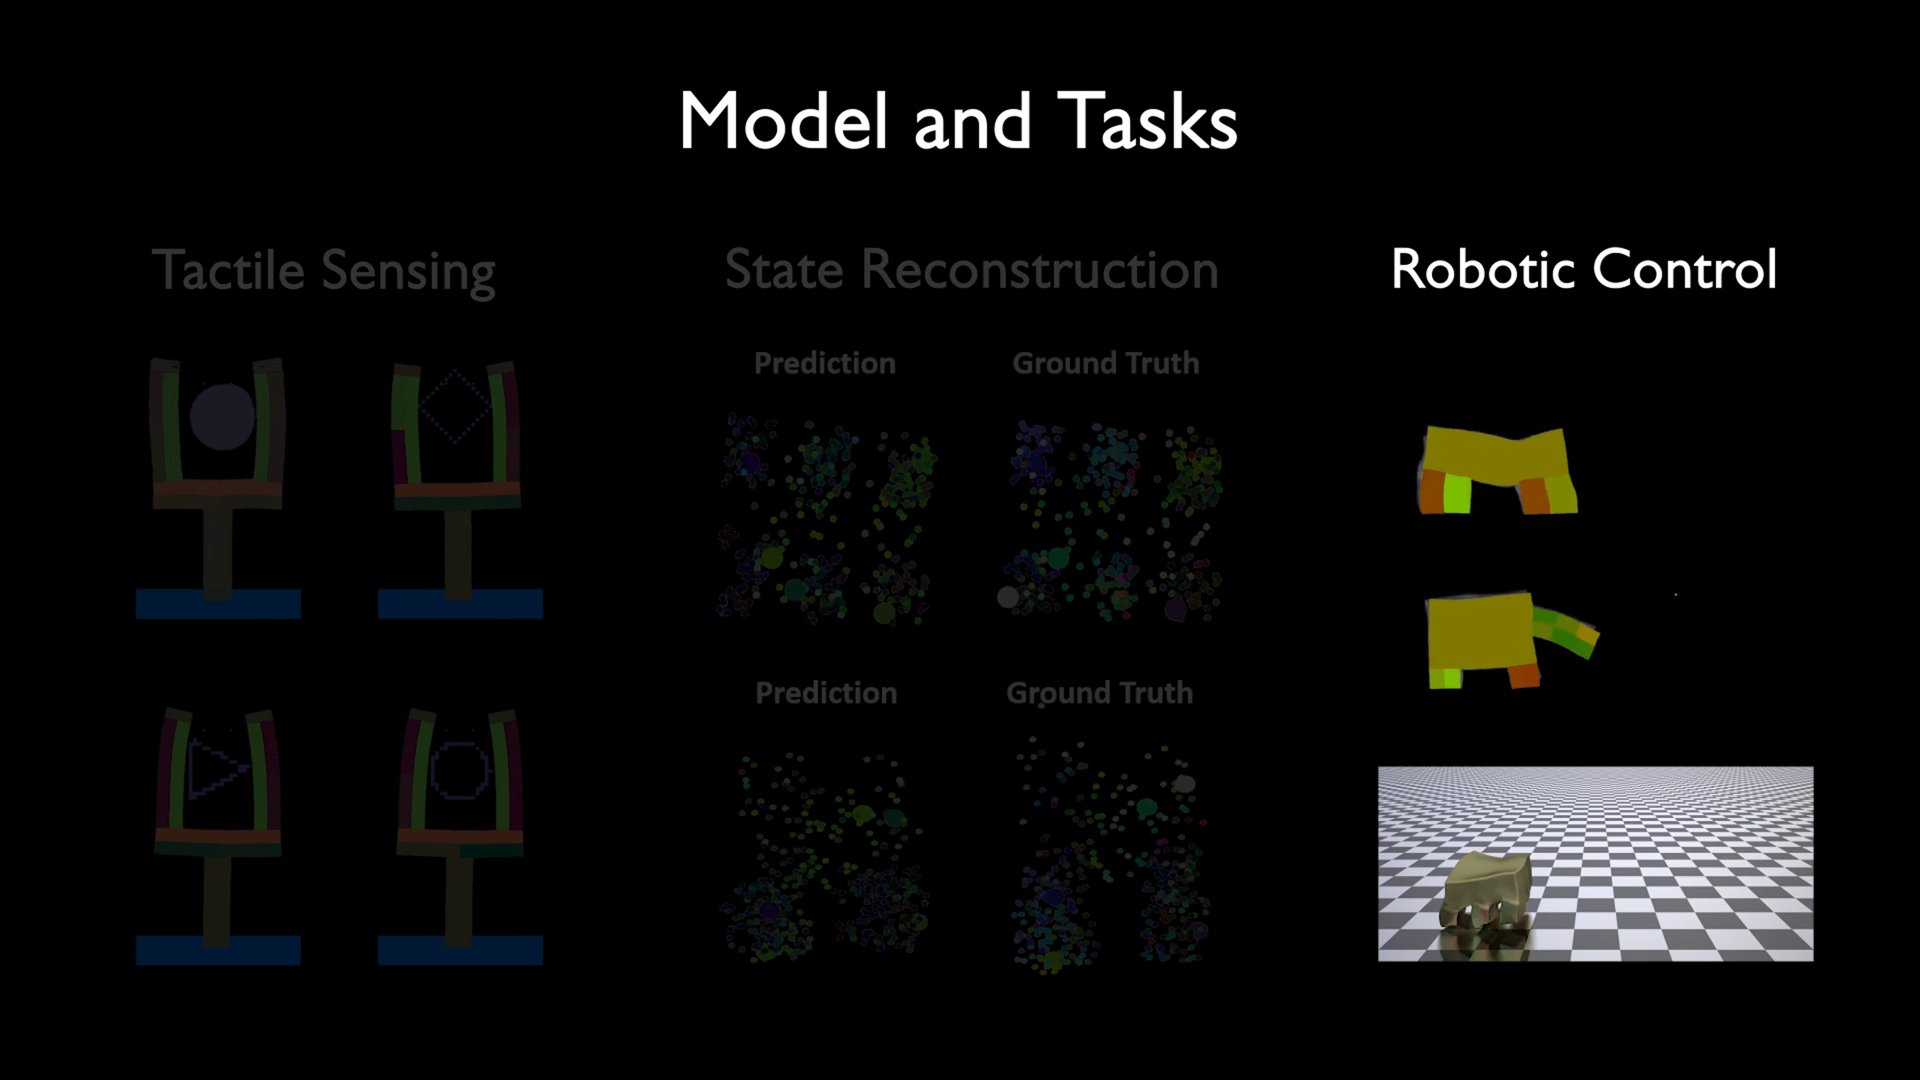 Model and Tasks
Tactile Sensing
State Reconstruction
Robotic Control
Prediction
Ground Truth
Prediction
Ground Truth